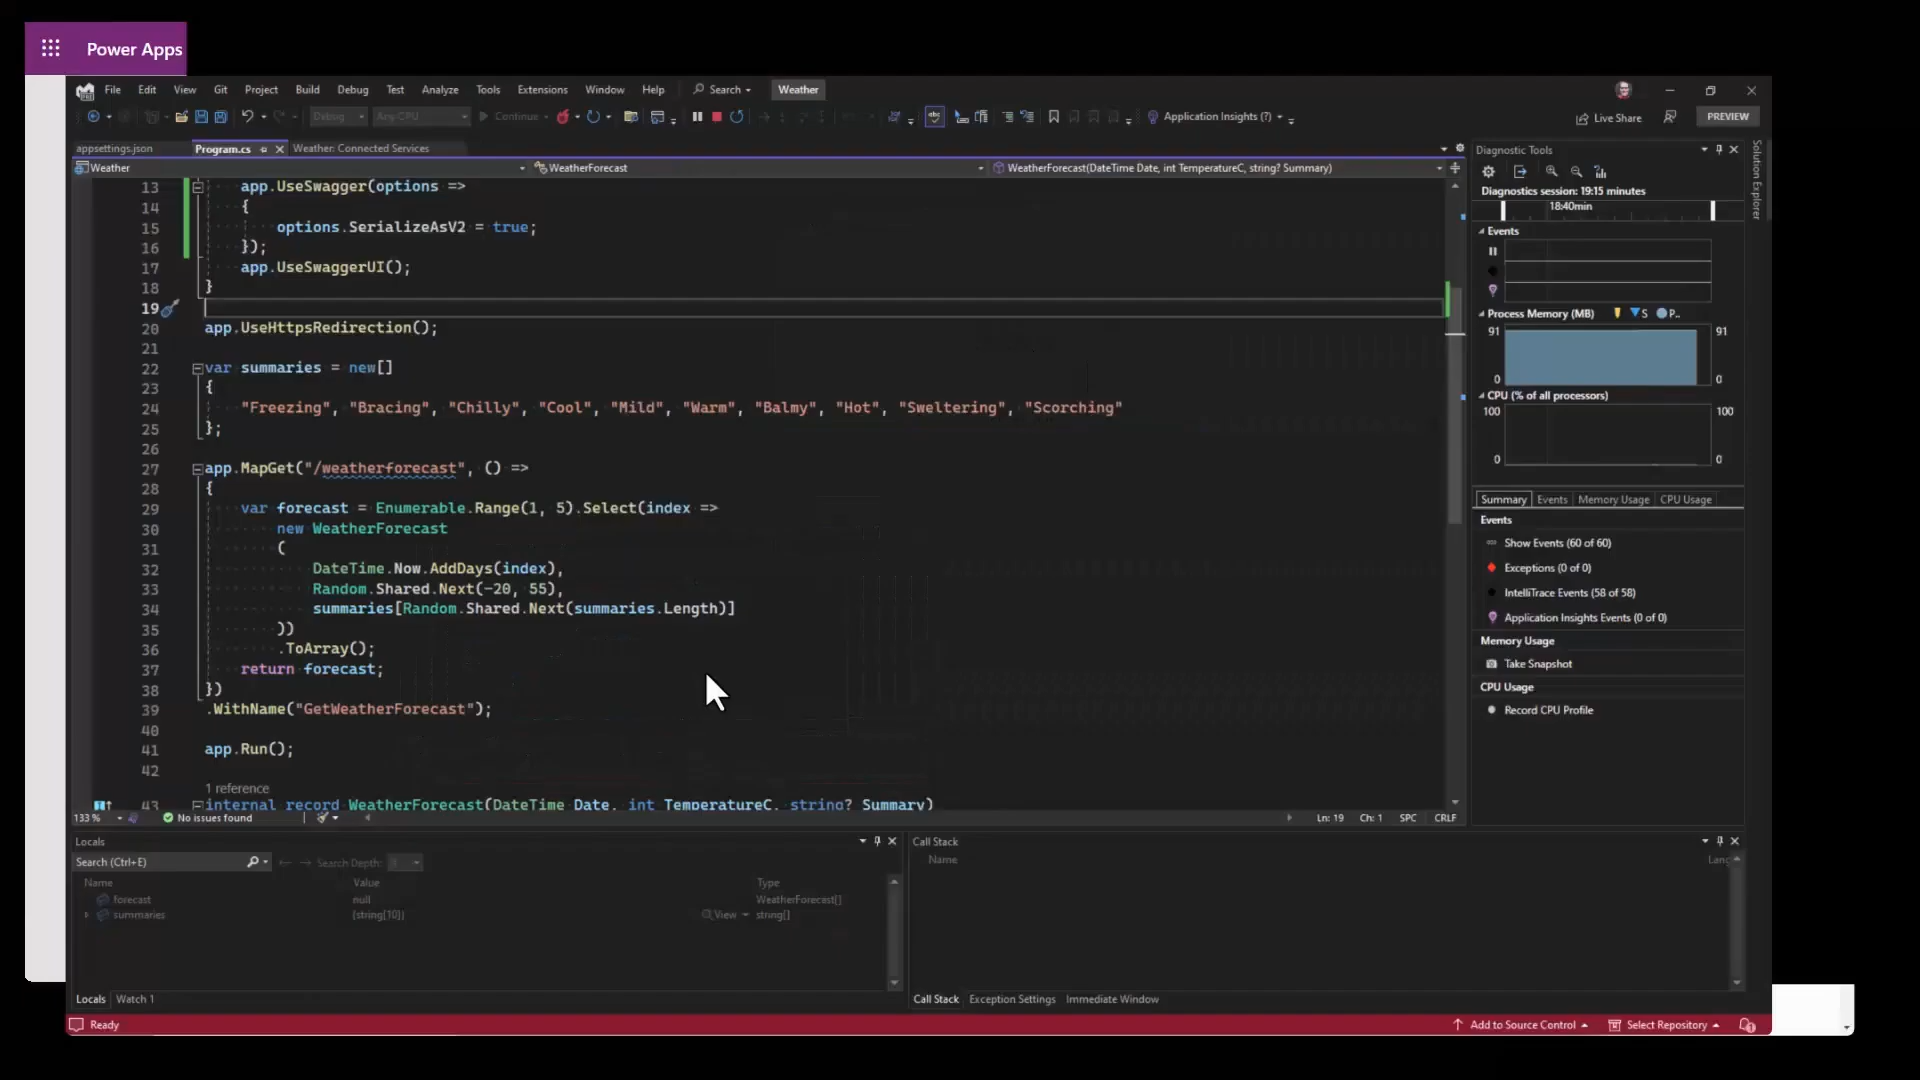 Power Apps
File Edit View Git Project Build Debug Test Analyze Tools Extensions Window Help Search Weather
Debug Any CPU Continue Application Insights (?) Live Share PREVIEW
appsettings.json Program.cs Weather: Connected Services
Weather WeatherForecast WeatherForecast(DateTime Date, int TemperatureC, string? Summary)
13 app.UseSwagger(options =>
14 {
15 options.SerializeAsV2 = true;
16 });
17 app.UseSwaggerUI();
18 }
19
20 app.UseHttpsRedirection();
21
22 var summaries = new[]
23 {
24 "Freezing", "Bracing", "Chilly", "Cool", "Mild", "Warm", "Balmy", "Hot", "Sweltering", "Scorching"
25 };
26
27 app.MapGet("/weatherforecast", () =>
28 {
29 var forecast = Enumerable.Range(1, 5).Select(index =>
30 new WeatherForecast
31 (
32 DateTime.Now.AddDays(index),
33 Random.Shared.Next(-20, 55),
34 summaries[Random.Shared.Next(summaries.Length)]
35 ))
36 .ToArray();
37 return forecast;
38 })
39 .WithName("GetWeatherForecast");
40
41 app.Run();
42
1 reference
43 internal record WeatherForecast(DateTime Date, int TemperatureC, string? Summary)
133 % No issues found Ln: 19 Ch: 1 SPC CRLF
Diagnostic Tools
Solution Explorer
Diagnostics session: 19:15 minutes
18:40min
Events
Process Memory (MB) S P..
91 91
0 0
CPU (% of all processors)
100 100
0 0
Summary Events Memory Usage CPU Usage
Events
Show Events (60 of 60)
Exceptions (0 of 0)
IntelliTrace Events (58 of 58)
Application Insights Events (0 of 0)
Memory Usage
Take Snapshot
CPU Usage
Record CPU Profile
Locals
Search (Ctrl+E) Search Depth:
Name Value Type
forecast null WeatherForecast[]
summaries {string[10]} View string[]
Locals Watch 1
Call Stack
Name Lang
Call Stack Exception Settings Immediate Window
Ready Add to Source Control Select Repository 1